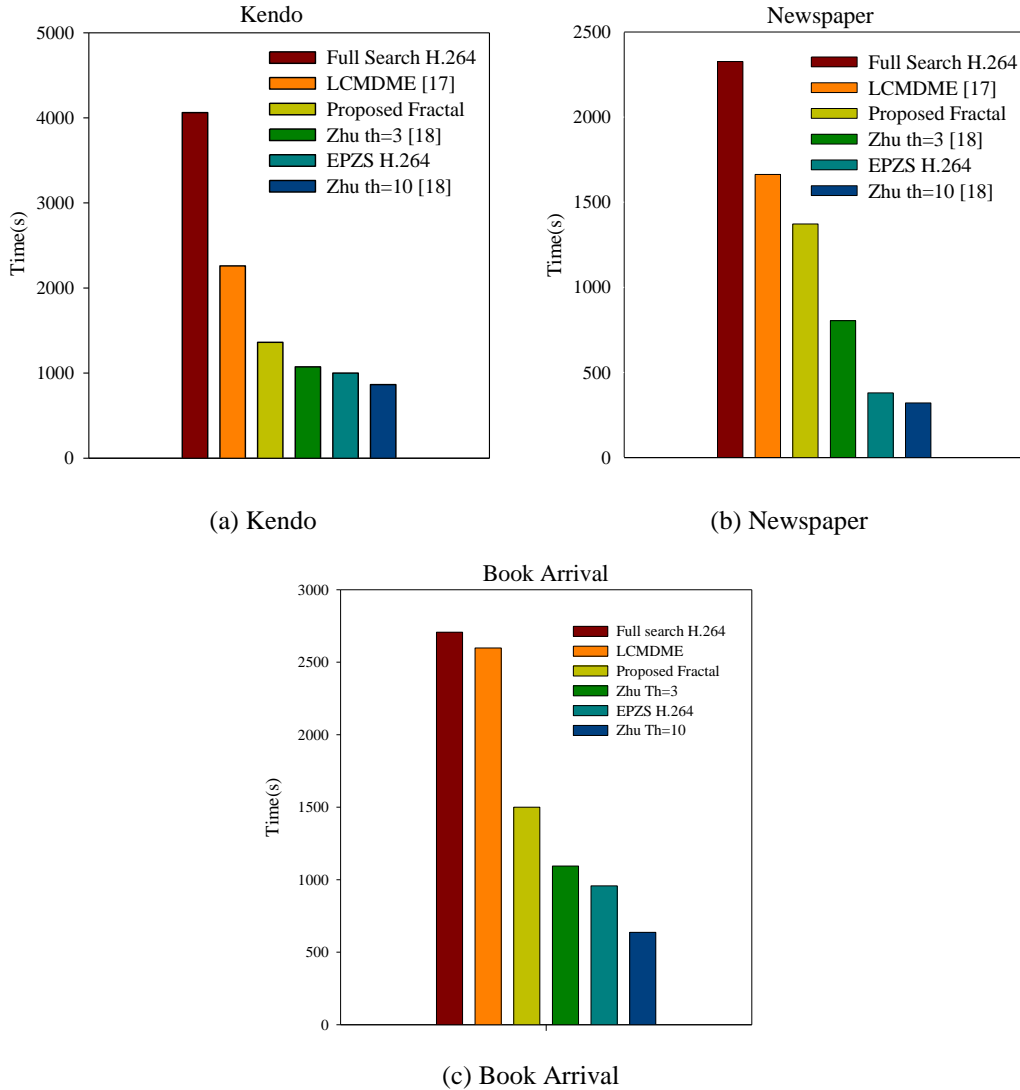 Kendo
5000
4000
3000
2000
1000
0
Time(s)
Full Search H.264
LCMDME [17]
Proposed Fractal
Zhu th=3 [18]
EPZS H.264
Zhu th=10 [18]
(a) Kendo
Newspaper
2500
2000
1500
1000
500
0
Time(s)
Full Search H.264
LCMDME [17]
Proposed Fractal
Zhu th=3 [18]
EPZS H.264
Zhu th=10 [18]
(b) Newspaper
Book Arrival
3000
2500
2000
1500
1000
500
0
Time(s)
Full search H.264
LCMDME
Proposed Fractal
Zhu Th=3
EPZS H.264
Zhu Th=10
(c) Book Arrival